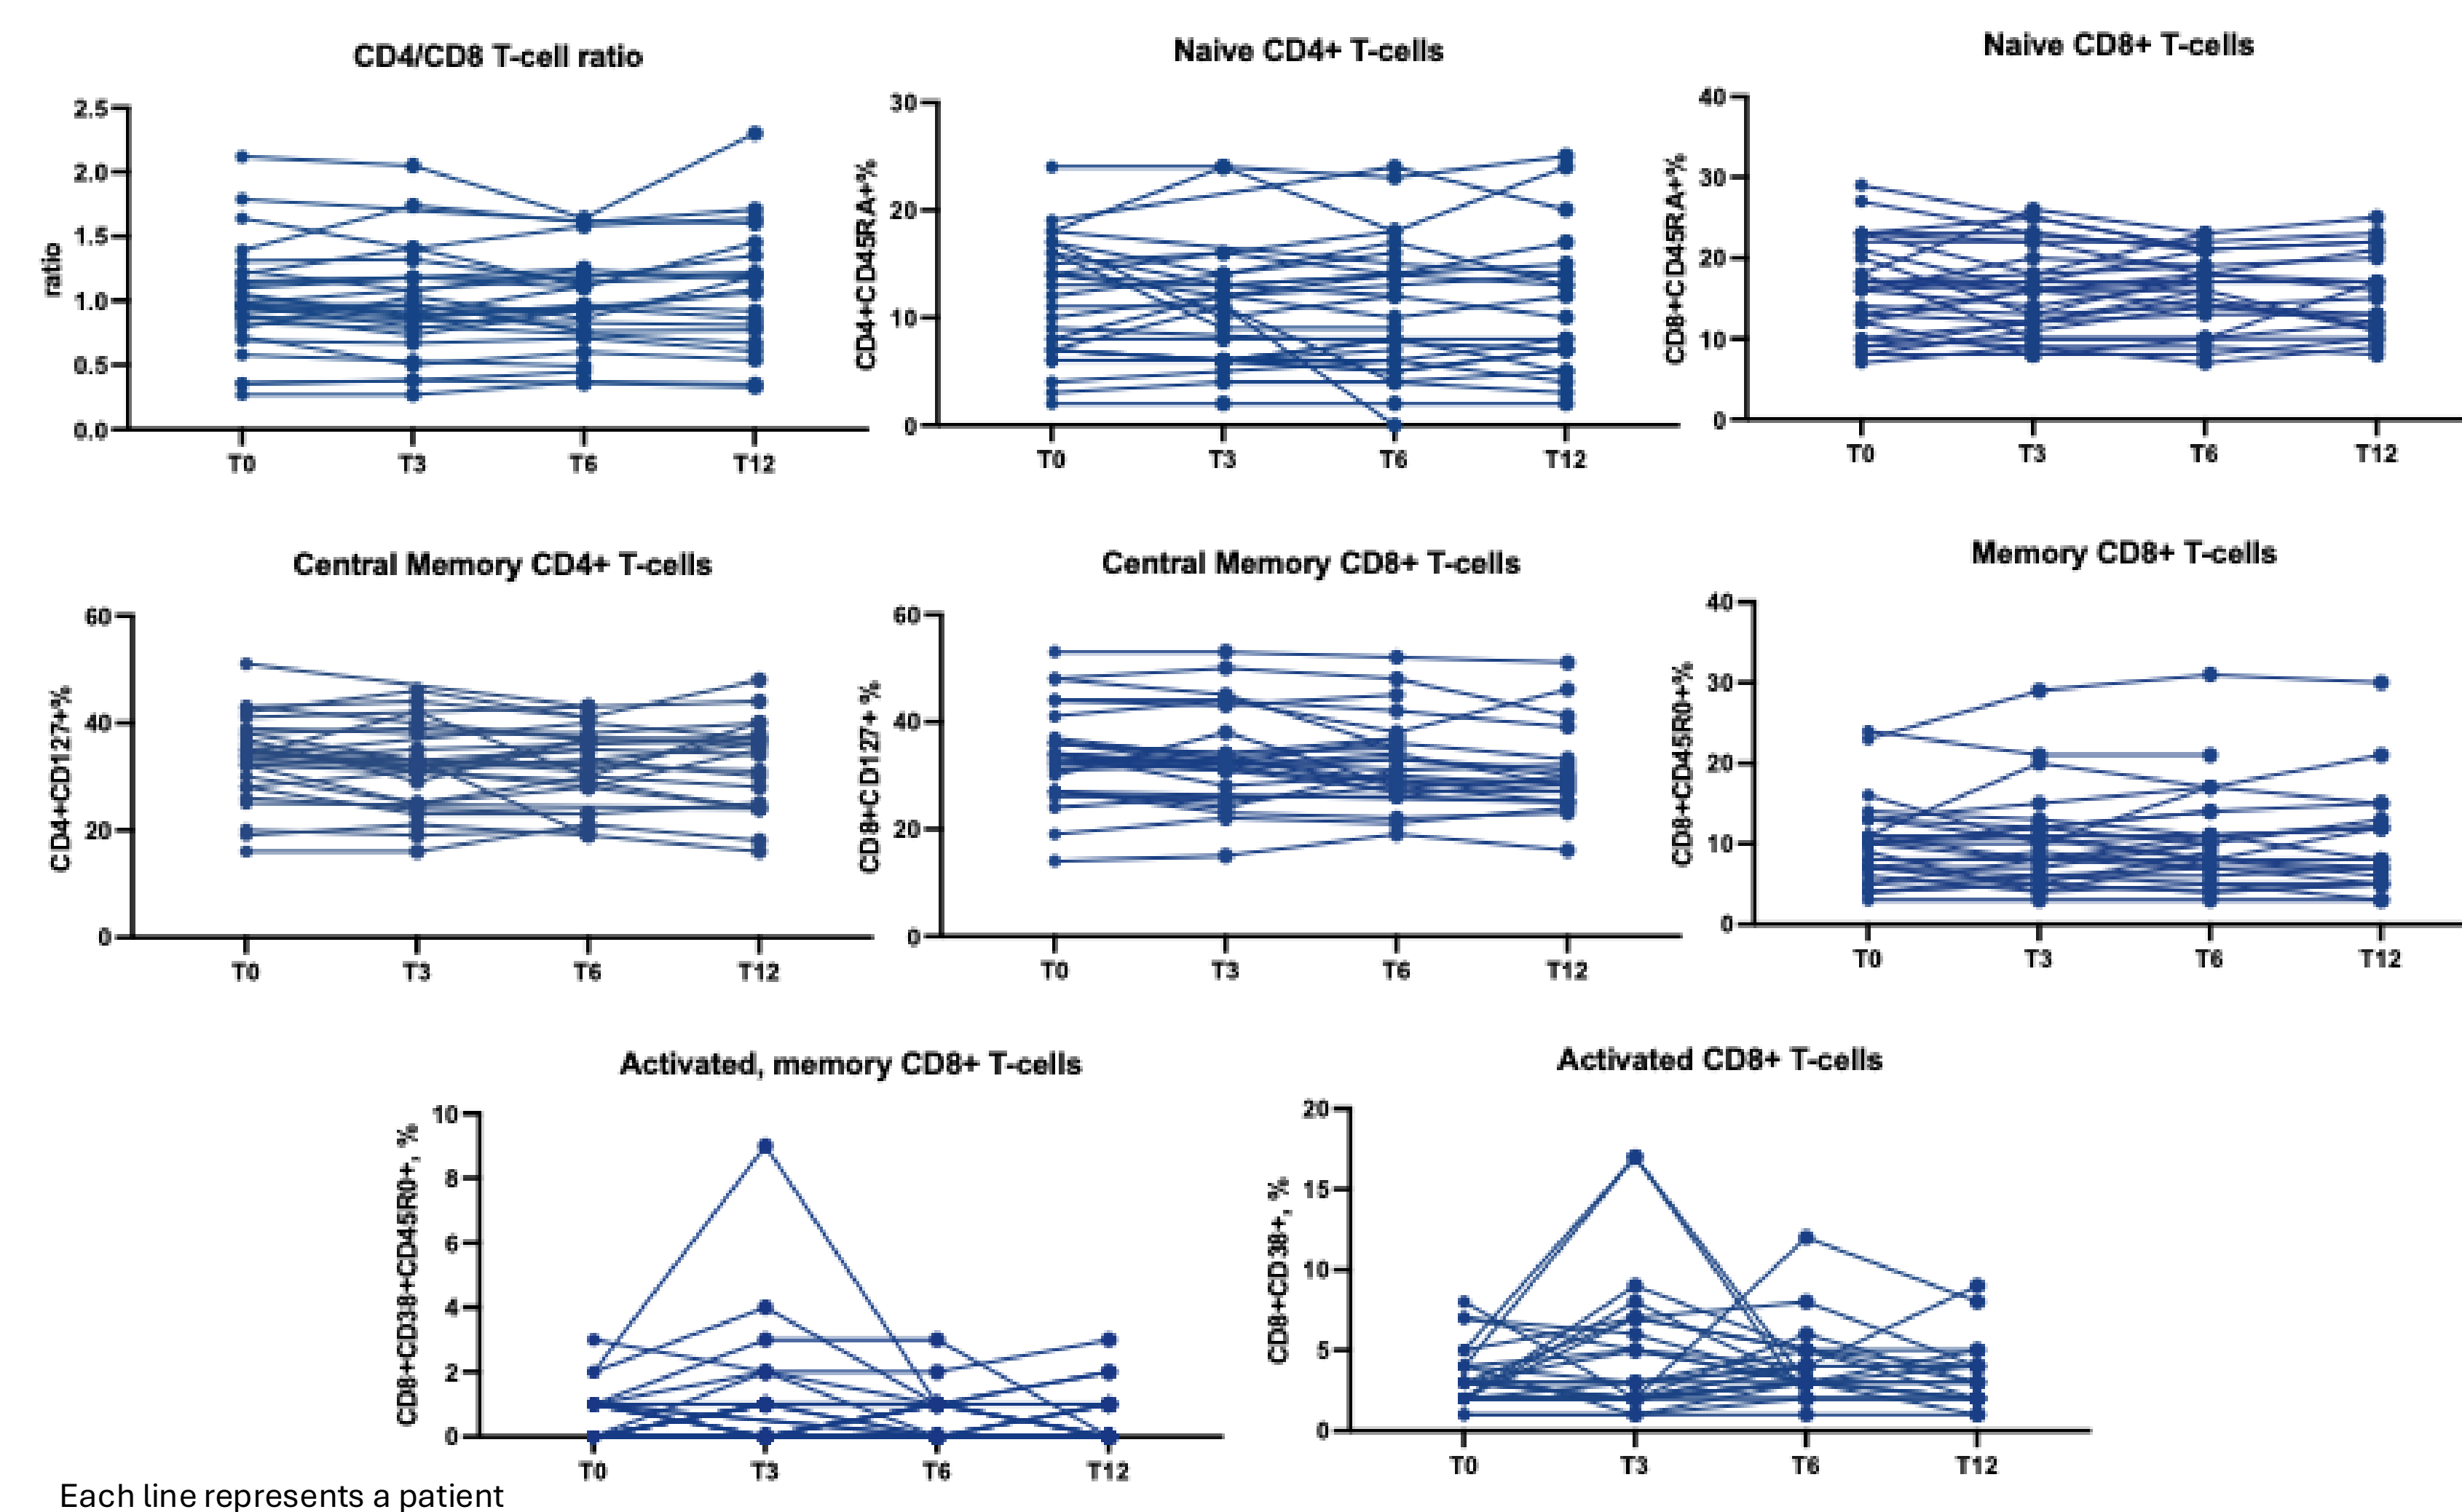 CD4/CD8 T-cell ratio
ratio
2.5
2.0
1.5
1.0
0.5
0.0
T0 T3 T6 T12
Naive CD4+ T-cells
CD4+CD45RA+%
30
20
10
0
T0 T3 T6 T12
Naive CD8+ T-cells
CD8+CD45RA+%
40
30
20
10
0
T0 T3 T6 T12
Central Memory CD4+ T-cells
CD4+CD127+%
60
40
20
0
T0 T3 T6 T12
Central Memory CD8+ T-cells
CD8+CD127+ %
60
40
20
0
T0 T3 T6 T12
Memory CD8+ T-cells
CD8+CD45R0+%
40
30
20
10
0
T0 T3 T6 T12
Activated, memory CD8+ T-cells
CD8+CD38+CD45R0+, %
10
8
6
4
2
0
T0 T3 T6 T12
Activated CD8+ T-cells
CD8+CD38+, %
20
15
10
5
0
T0 T3 T6 T12
Each line represents a patient